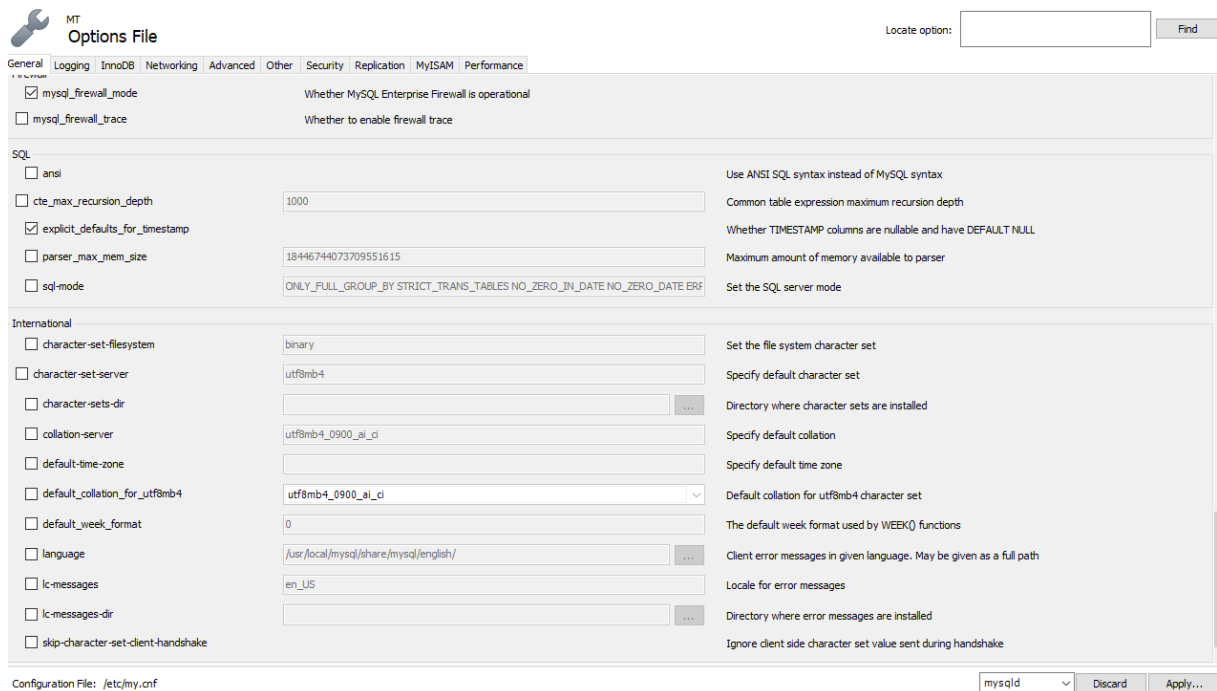 MT
Options File
Locate option:
Find
General Logging InnoDB Networking Advanced Other Security Replication MyISAM Performance
Firewall
mysql_firewall_mode Whether MySQL Enterprise Firewall is operational
mysql_firewall_trace Whether to enable firewall trace
SQL
ansi Use ANSI SQL syntax instead of MySQL syntax
cte_max_recursion_depth 1000 Common table expression maximum recursion depth
explicit_defaults_for_timestamp Whether TIMESTAMP columns are nullable and have DEFAULT NULL
parser_max_mem_size 18446744073709551615 Maximum amount of memory available to parser
sql-mode ONLY_FULL_GROUP_BY STRICT_TRANS_TABLES NO_ZERO_IN_DATE NO_ZERO_DATE ERF Set the SQL server mode
International
character-set-filesystem binary Set the file system character set
character-set-server utf8mb4 Specify default character set
character-sets-dir ... Directory where character sets are installed
collation-server utf8mb4_0900_ai_ci Specify default collation
default-time-zone Specify default time zone
default_collation_for_utf8mb4 utf8mb4_0900_ai_ci Default collation for utf8mb4 character set
default_week_format 0 The default week format used by WEEK() functions
language /usr/local/mysql/share/mysql/english/ ... Client error messages in given language. May be given as a full path
lc-messages en_US Locale for error messages
lc-messages-dir ... Directory where error messages are installed
skip-character-set-client-handshake Ignore client side character set value sent during handshake
Configuration File: /etc/my.cnf mysqld Discard Apply...